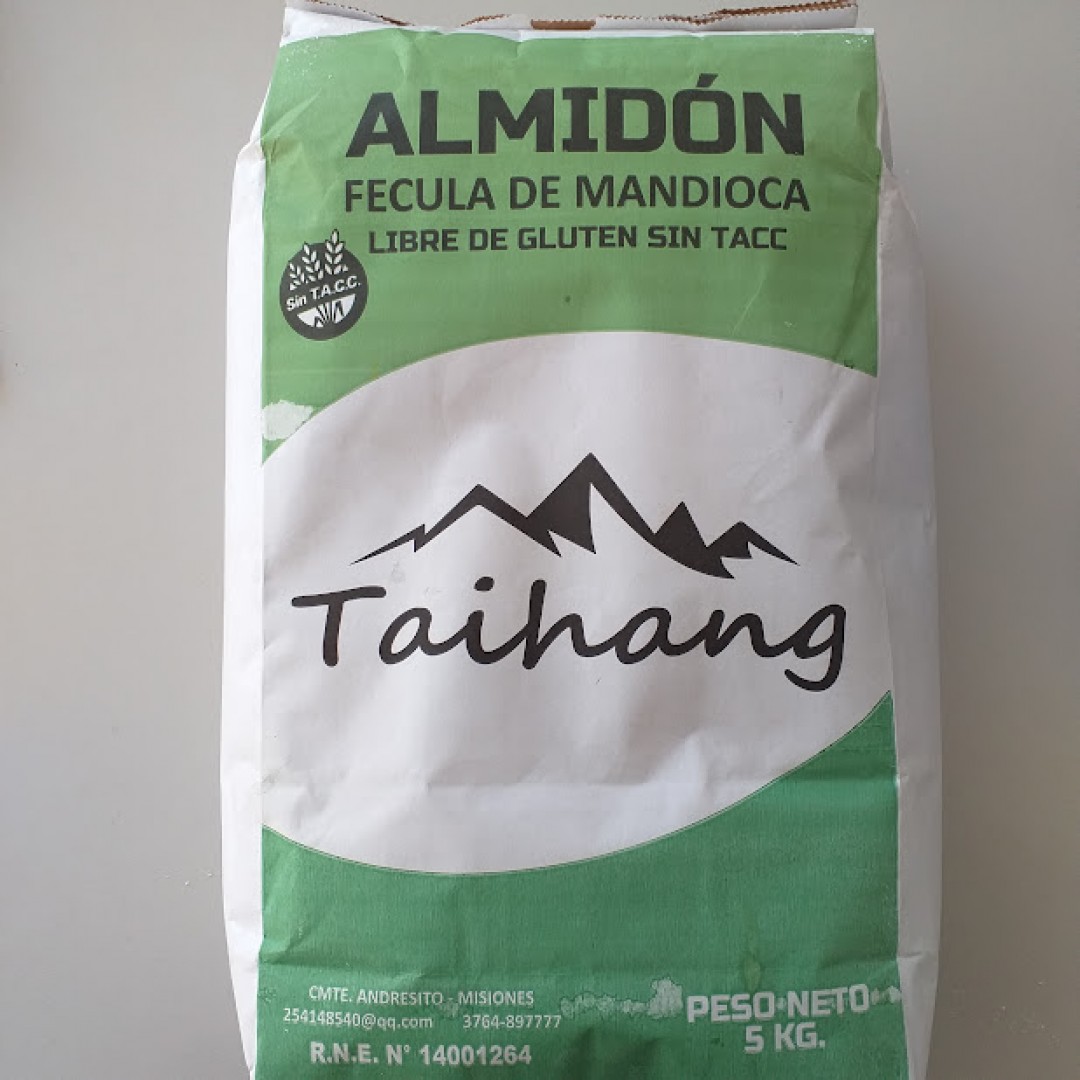 ALMIDÓN
FECULA DE MANDIOCA
LIBRE DE GLUTEN SIN TACC
Sin T.A.C.C.
Taihang
CMTE. ANDRESITO - MISIONES
254148540@qq.com 3764-897777
R.N.E. N° 14001264
PESO NETO
5 KG.